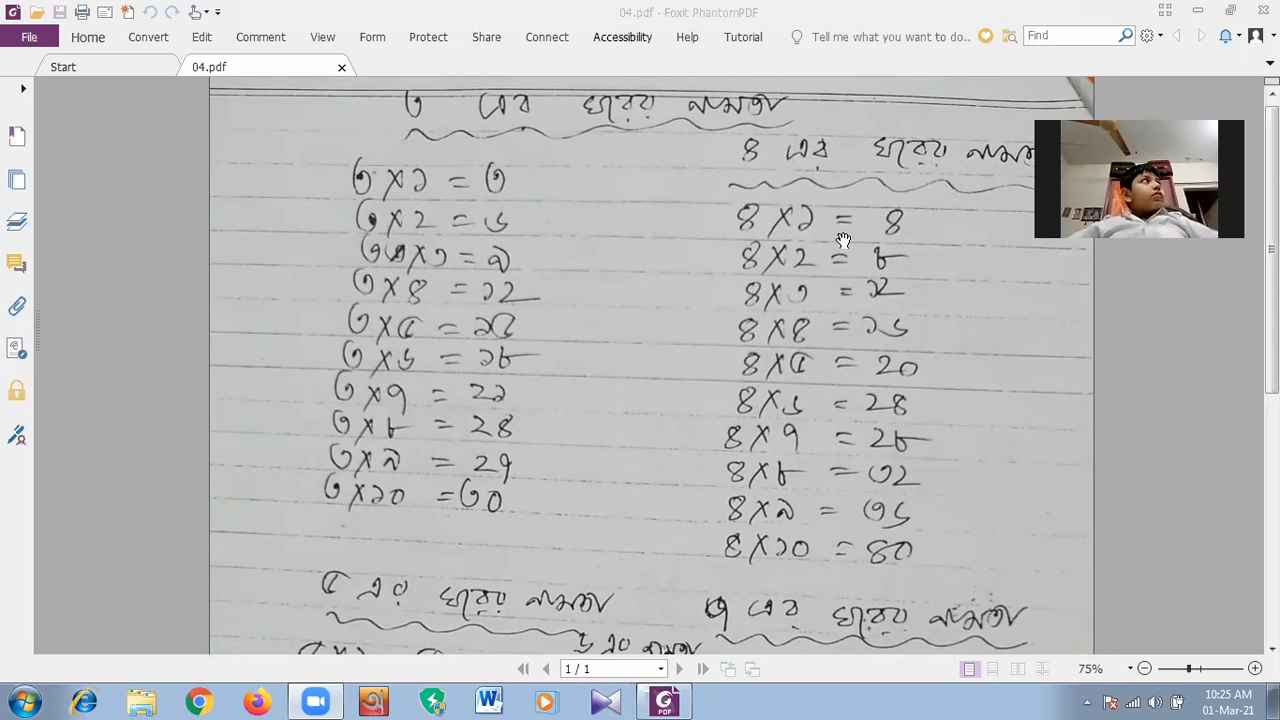 04.pdf - Foxit PhantomPDF
File Home Convert Edit Comment View Form Protect Share Connect Accessibility Help Tutorial Tell me what you want to do.. Find
Start 04.pdf
৩ এর ঘরের নামতা
৩×১ = ৩
৩×২ = ৬
৩×৩ = ৯
৩×৪ = ১২
৩×৫ = ১৫
৩×৬ = ১৮
৩×৭ = ২১
৩×৮ = ২৪
৩×৯ = ২৭
৩×১০ = ৩০
৪ এর ঘরের নামতা
৪×১ = ৪
৪×২ = ৮
৪×৩ = ১২
৪×৪ = ১৬
৪×৫ = ২০
৪×৬ = ২৪
৪×৭ = ২৮
৪×৮ = ৩২
৪×৯ = ৩৬
৪×১০ = ৪০
৫ এর ঘরের নামতা
৭ এর ঘরের নামতা
৬ এর নামতা
1 / 1
75%
10:25 AM
01-Mar-21